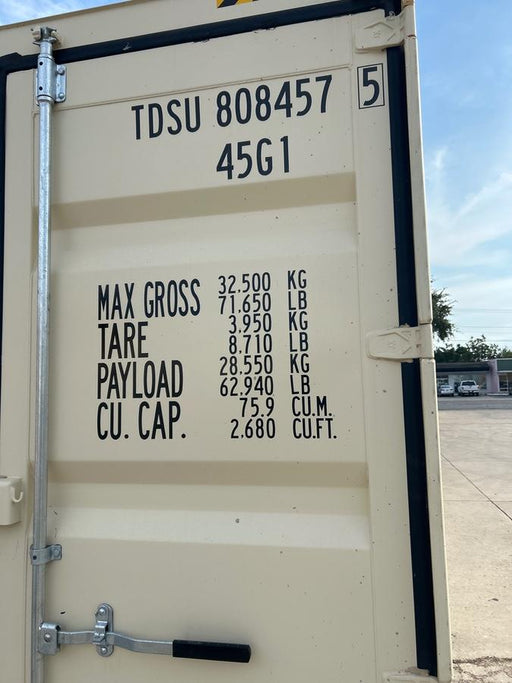 TDSU 808457 5
45G1
MAX GROSS 32.500 KG
71.650 LB
TARE 3.950 KG
8.710 LB
PAYLOAD 28.550 KG
62.940 LB
CU. CAP. 75.9 CU.M.
2.680 CU.FT.